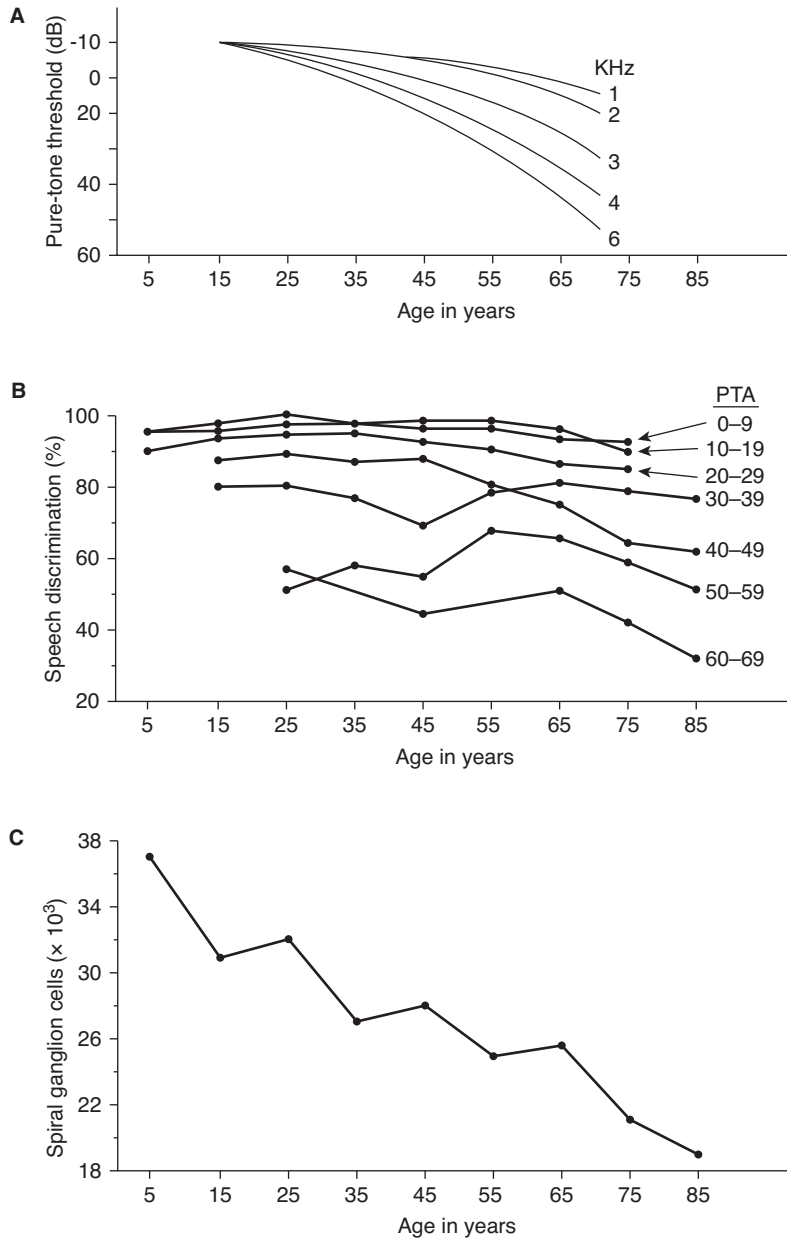 A
Pure-tone threshold (dB)
-10
0
20
40
60
KHz
1
2
3
4
6
5 15 25 35 45 55 65 75 85
Age in years
B
Speech discrimination (%)
100
80
60
40
20
PTA
0–9
10–19
20–29
30–39
40–49
50–59
60–69
5 15 25 35 45 55 65 75 85
Age in years
C
Spiral ganglion cells (× 10³)
38
34
30
26
22
18
5 15 25 35 45 55 65 75 85
Age in years